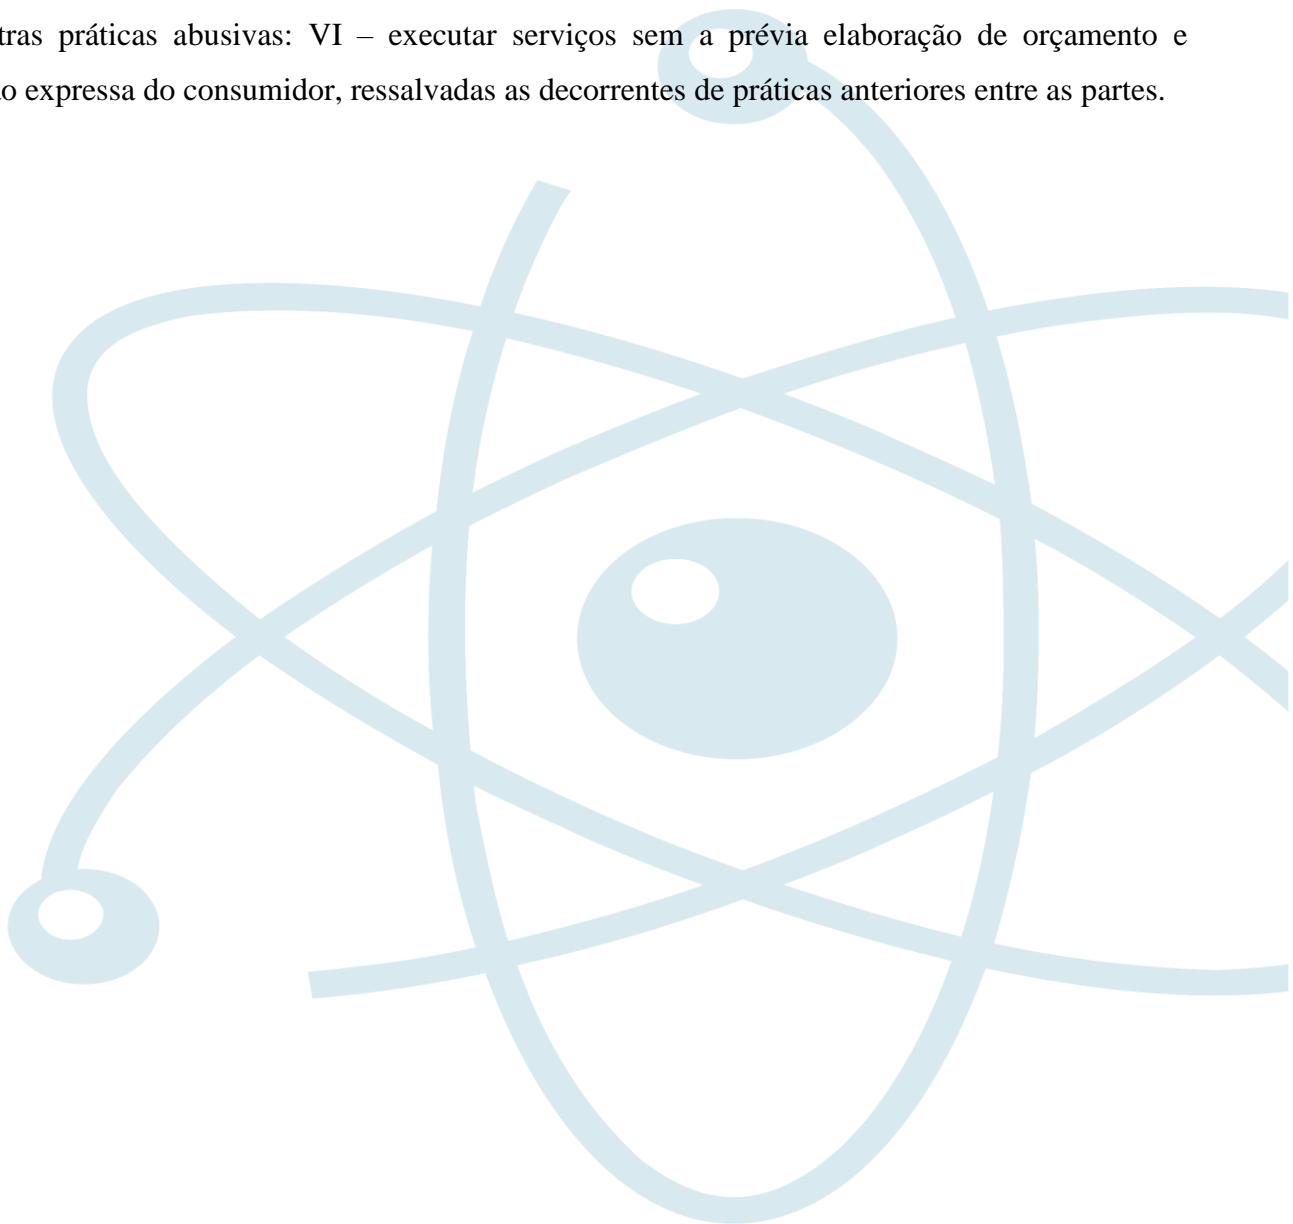 tras práticas abusivas: VI – executar serviços sem a prévia elaboração de orçamento e
o expressa do consumidor, ressalvadas as decorrentes de práticas anteriores entre as partes.